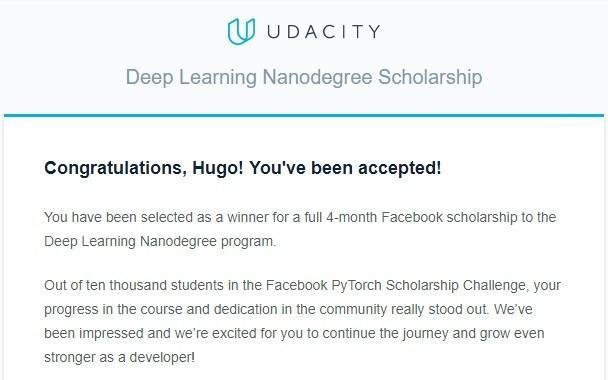 UDACITY
Deep Learning Nanodegree Scholarship
Congratulations, Hugo! You've been accepted!
You have been selected as a winner for a full 4-month Facebook scholarship to the
Deep Learning Nanodegree program.
Out of ten thousand students in the Facebook PyTorch Scholarship Challenge, your
progress in the course and dedication in the community really stood out. We’ve
been impressed and we’re excited for you to continue the journey and grow even
stronger as a developer!